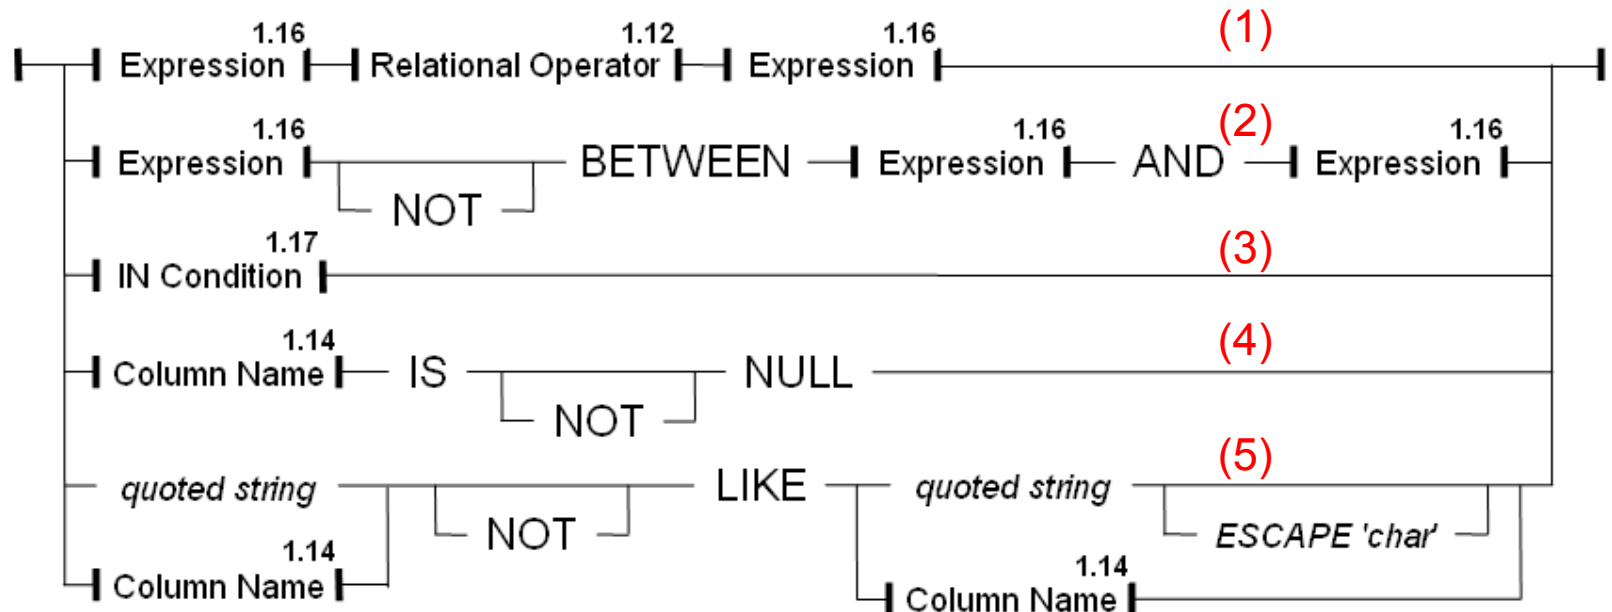 1.16 1.12 1.16 (1)
Expression Relational Operator Expression
1.16 1.16 (2) 1.16
Expression BETWEEN Expression AND Expression
NOT
1.17 (3)
IN Condition
1.14 (4)
Column Name IS NULL
NOT
(5)
quoted string LIKE quoted string
NOT ESCAPE 'char'
1.14 1.14
Column Name Column Name